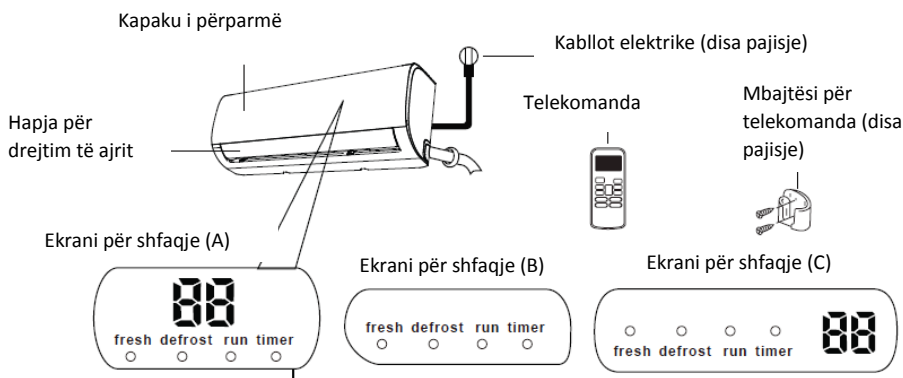 Kapaku i përparmë
Kabllot elektrike (disa pajisje)
Telekomanda
Mbajtësi për
telekomanda (disa
pajisje)
Hapja për
drejtim të ajrit
Ekrani për shfaqje (A)
Ekrani për shfaqje (B)
Ekrani për shfaqje (C)
88
fresh defrost run timer
fresh defrost run timer
88
fresh defrost run timer